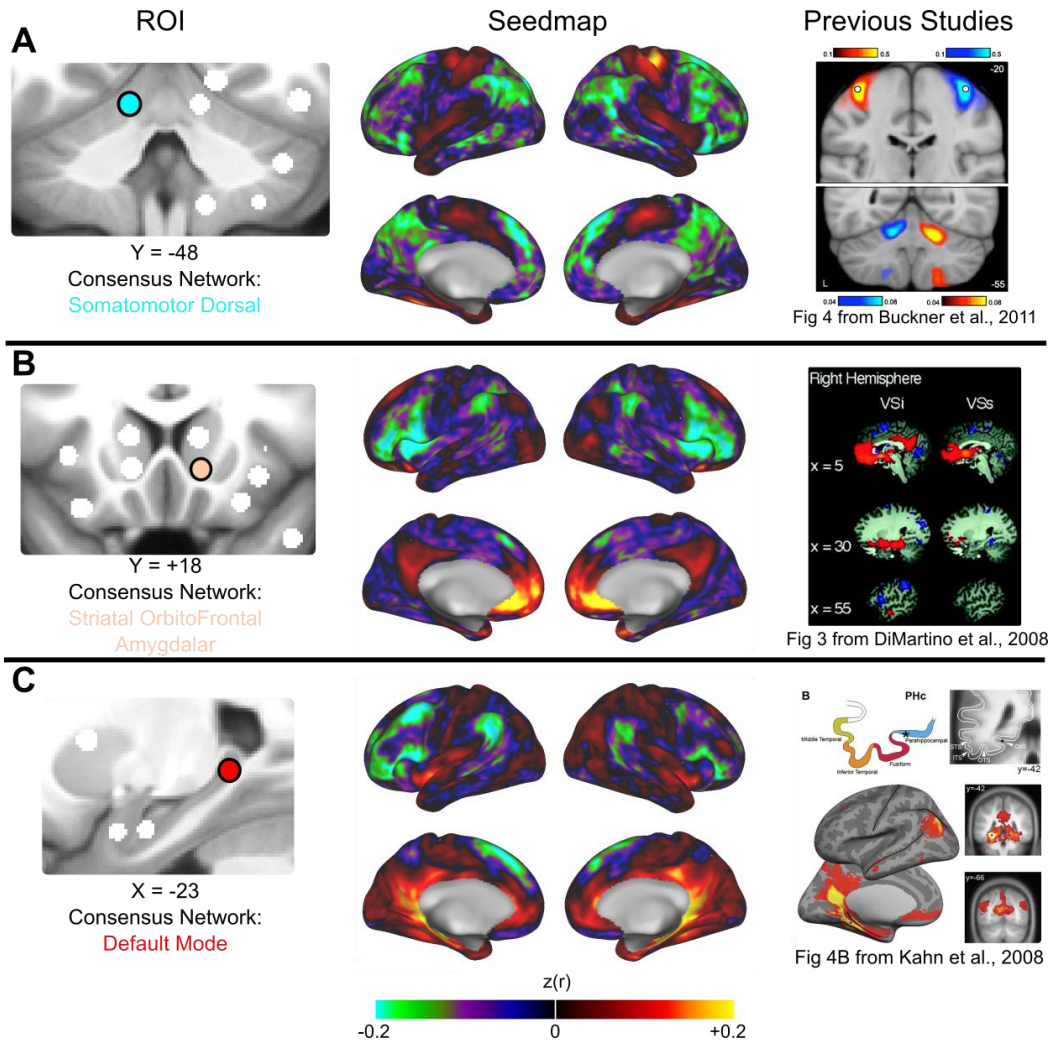 ROI
Seedmap
Previous Studies
A
0.1
0.5
0.1
0.5
-20
L
-55
0.04
0.08
0.04
0.08
Y = -48
Consensus Network:
Somatomotor Dorsal
Fig 4 from Buckner et al., 2011
B
Right Hemisphere
VSi
VSs
x = 5
x = 30
x = 55
Y = +18
Consensus Network:
Striatal OrbitoFrontal
Amygdalar
Fig 3 from DiMartino et al., 2008
C
B
PHc
Middle Temporal
Parahippocampal
Inferior Temporal
Fusiform
STS
ITS
OTS
CoS
y=-42
y=-42
y=-66
X = -23
Consensus Network:
Default Mode
Fig 4B from Kahn et al., 2008
z(r)
-0.2
0
+0.2